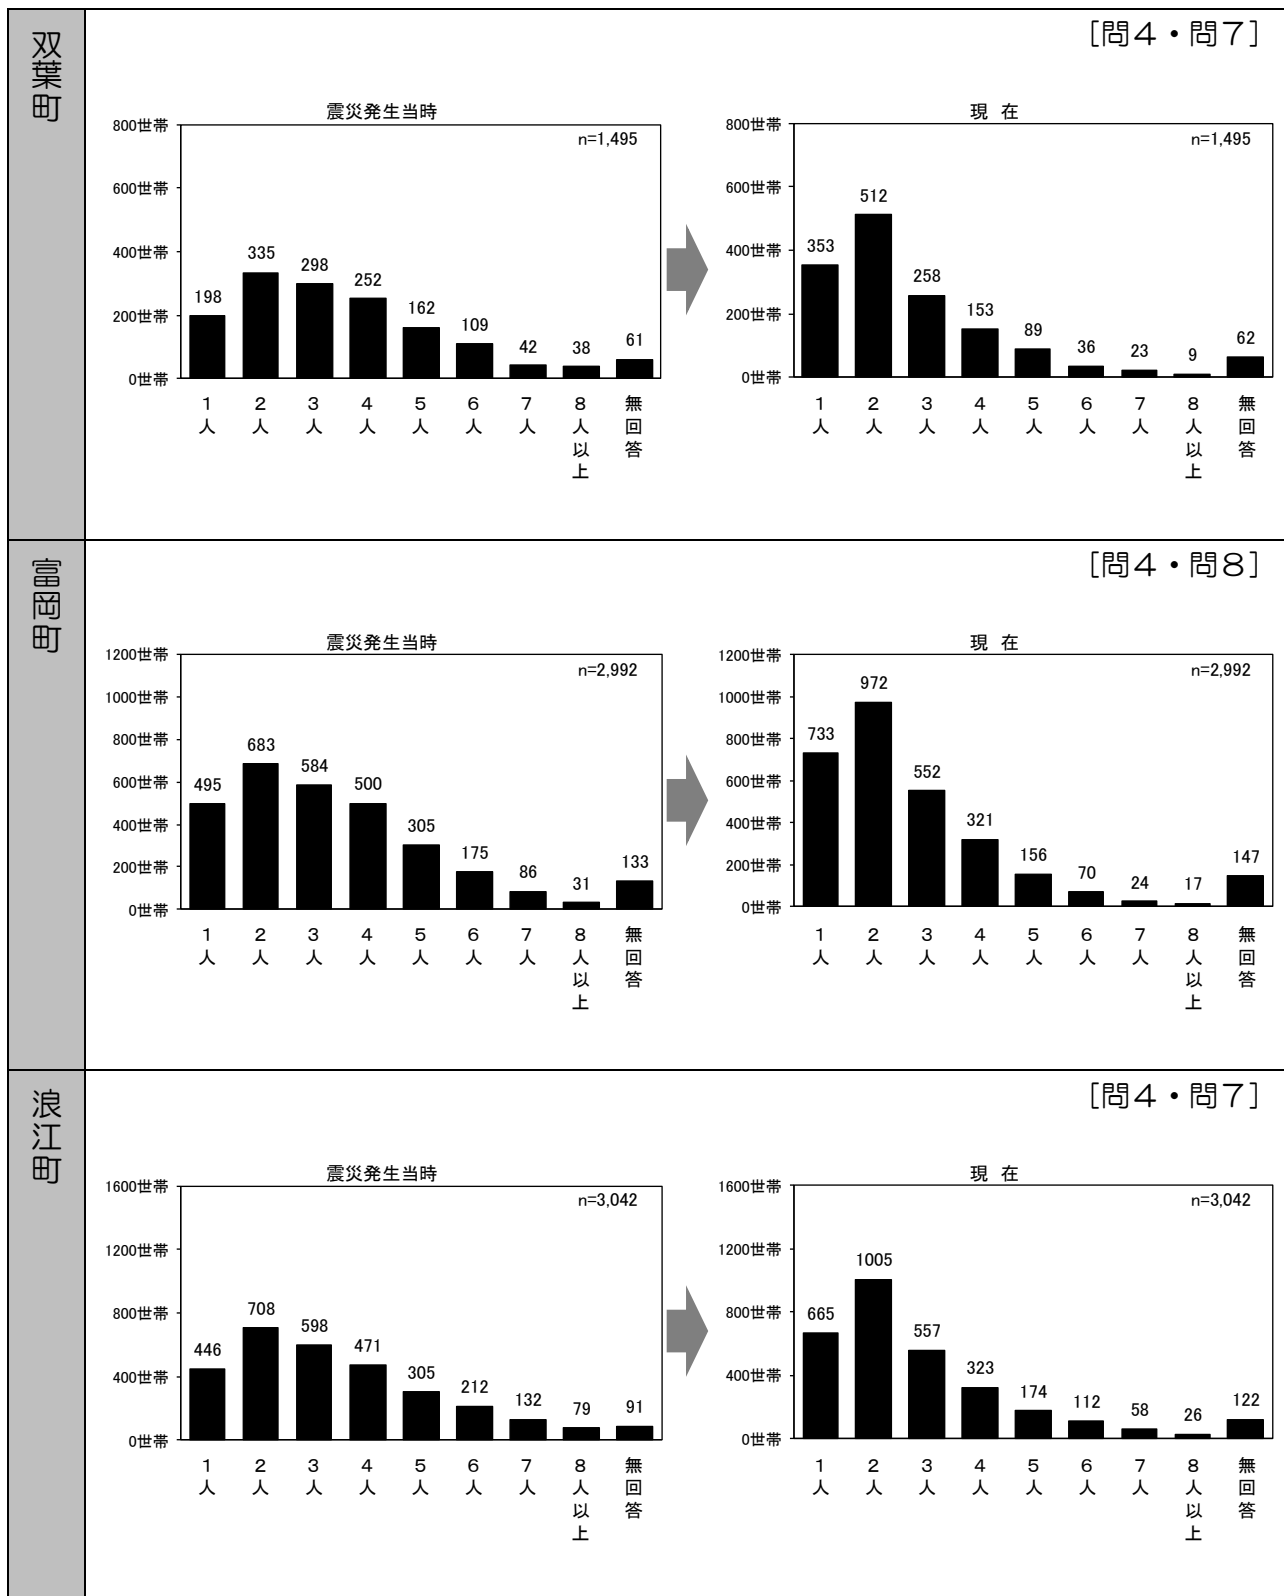 双葉町
[問4・問7]
震災発生当時
n=1,495
800世帯
600世帯
400世帯
200世帯
0世帯
198
335
298
252
162
109
42
38
61
1人
2人
3人
4人
5人
6人
7人
8人以上
無回答
現 在
n=1,495
800世帯
600世帯
400世帯
200世帯
0世帯
353
512
258
153
89
36
23
9
62
1人
2人
3人
4人
5人
6人
7人
8人以上
無回答
富岡町
[問4・問8]
震災発生当時
n=2,992
1200世帯
1000世帯
800世帯
600世帯
400世帯
200世帯
0世帯
495
683
584
500
305
175
86
31
133
1人
2人
3人
4人
5人
6人
7人
8人以上
無回答
現 在
n=2,992
1200世帯
1000世帯
800世帯
600世帯
400世帯
200世帯
0世帯
733
972
552
321
156
70
24
17
147
1人
2人
3人
4人
5人
6人
7人
8人以上
無回答
浪江町
[問4・問7]
震災発生当時
n=3,042
1600世帯
1200世帯
800世帯
400世帯
0世帯
446
708
598
471
305
212
132
79
91
1人
2人
3人
4人
5人
6人
7人
8人以上
無回答
現 在
n=3,042
1600世帯
1200世帯
800世帯
400世帯
0世帯
665
1005
557
323
174
112
58
26
122
1人
2人
3人
4人
5人
6人
7人
8人以上
無回答